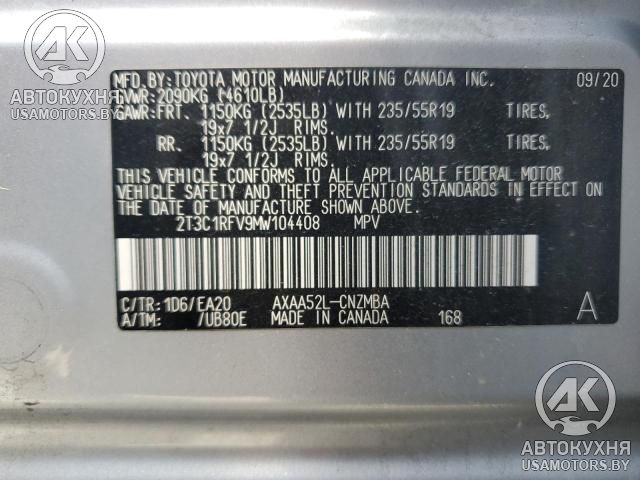 АК
АВТОКУХНЯ
USAMOTORS.BY
MFD.BY:TOYOTA MOTOR MANUFACTURING CANADA INC. 09/20
GVWR:2090KG (4610LB)
GAWR:FRT. 1150KG (2535LB) WITH 235/55R19 TIRES,
19x7 1/2J RIMS.
RR. 1150KG (2535LB) WITH 235/55R19 TIRES,
19x7 1/2J RIMS.
THIS VEHICLE CONFORMS TO ALL APPLICABLE FEDERAL MOTOR
VEHICLE SAFETY AND THEFT PREVENTION STANDARDS IN EFFECT ON
THE DATE OF MANUFACTURE SHOWN ABOVE.
2T3C1RFV9MW104408 MPV
C/TR: 1D6/EA20 AXAA52L-CNZMBA
A/TM: /UB80E MADE IN CANADA 168 A
АК
АВТОКУХНЯ
USAMOTORS.BY